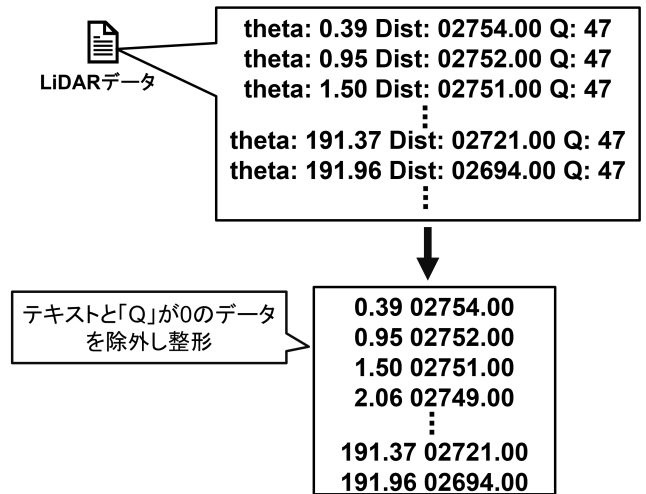 theta: 0.39 Dist: 02754.00 Q: 47
theta: 0.95 Dist: 02752.00 Q: 47
theta: 1.50 Dist: 02751.00 Q: 47
theta: 191.37 Dist: 02721.00 Q: 47
theta: 191.96 Dist: 02694.00 Q: 47
LiDARデータ
テキストと「Q」が0のデータ
を除外し整形
0.39 02754.00
0.95 02752.00
1.50 02751.00
2.06 02749.00
191.37 02721.00
191.96 02694.00